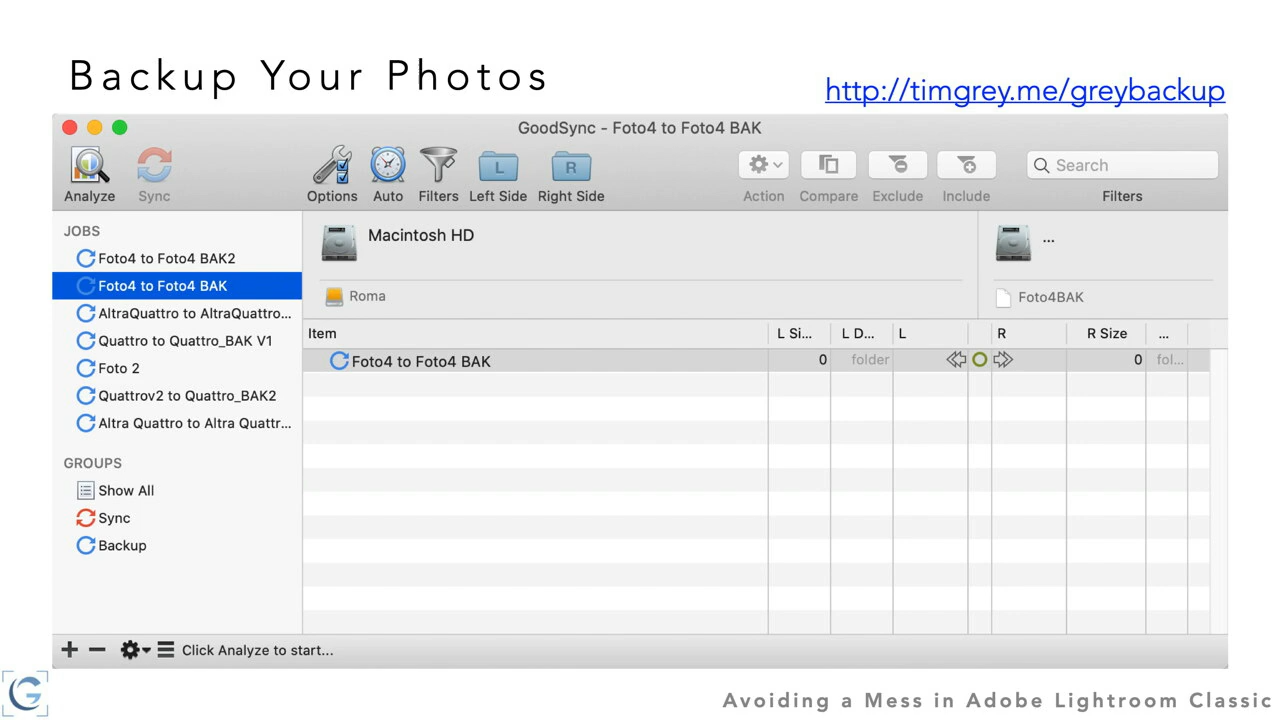 Backup Your Photos
http://timgrey.me/greybackup
GoodSync - Foto4 to Foto4 BAK
Analyze
Sync
Options
Auto
Filters
L
Left Side
R
Right Side
Action
Compare
Exclude
Include
Search
Filters
JOBS
Foto4 to Foto4 BAK2
Foto4 to Foto4 BAK
AltraQuattro to AltraQuattro...
Quattro to Quattro_BAK V1
Foto 2
Quattrov2 to Quattro_BAK2
Altra Quattro to Altra Quattr...
GROUPS
Show All
Sync
Backup
Macintosh HD
...
Roma
Foto4BAK
Item L Si... L D... L R R Size ...
Foto4 to Foto4 BAK 0 folder 0 fol...
Click Analyze to start...
G
Avoiding a Mess in Adobe Lightroom Classic